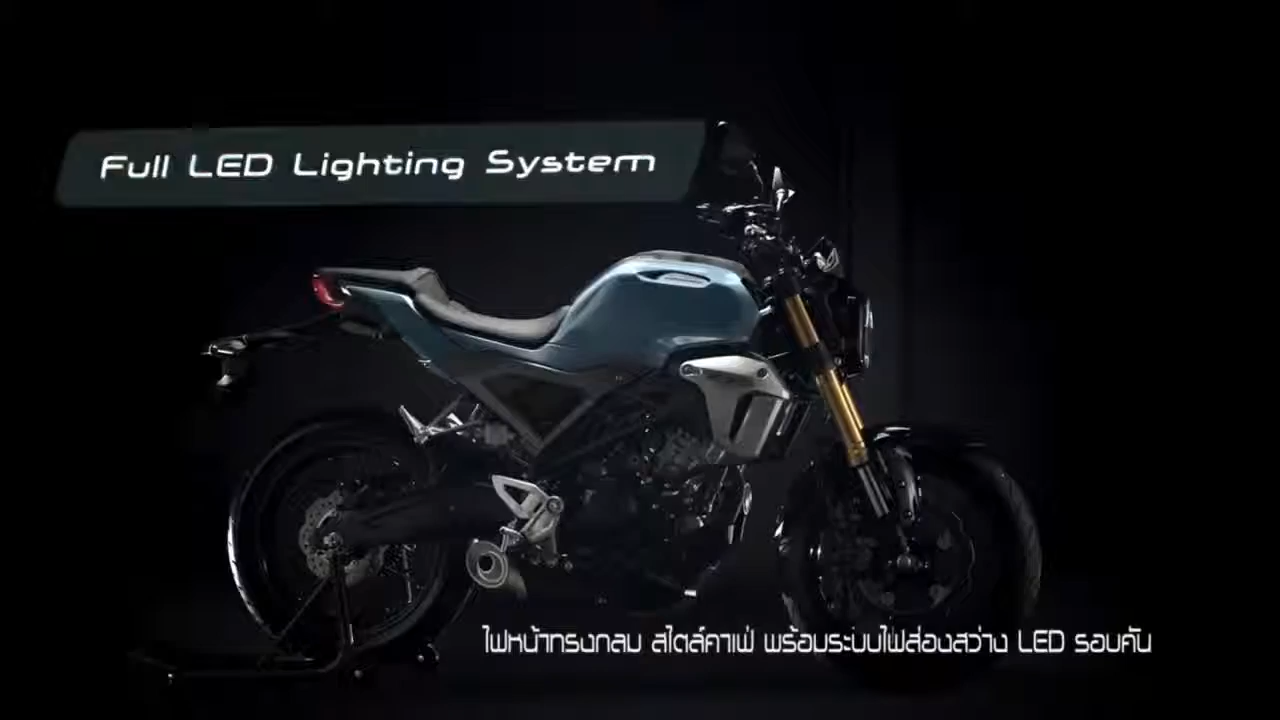 Full LED Lighting System
ไฟหน้าทรงกลม สไตล์คาเฟ่ พร้อมระบบไฟส่องสว่าง LED รอบคัน